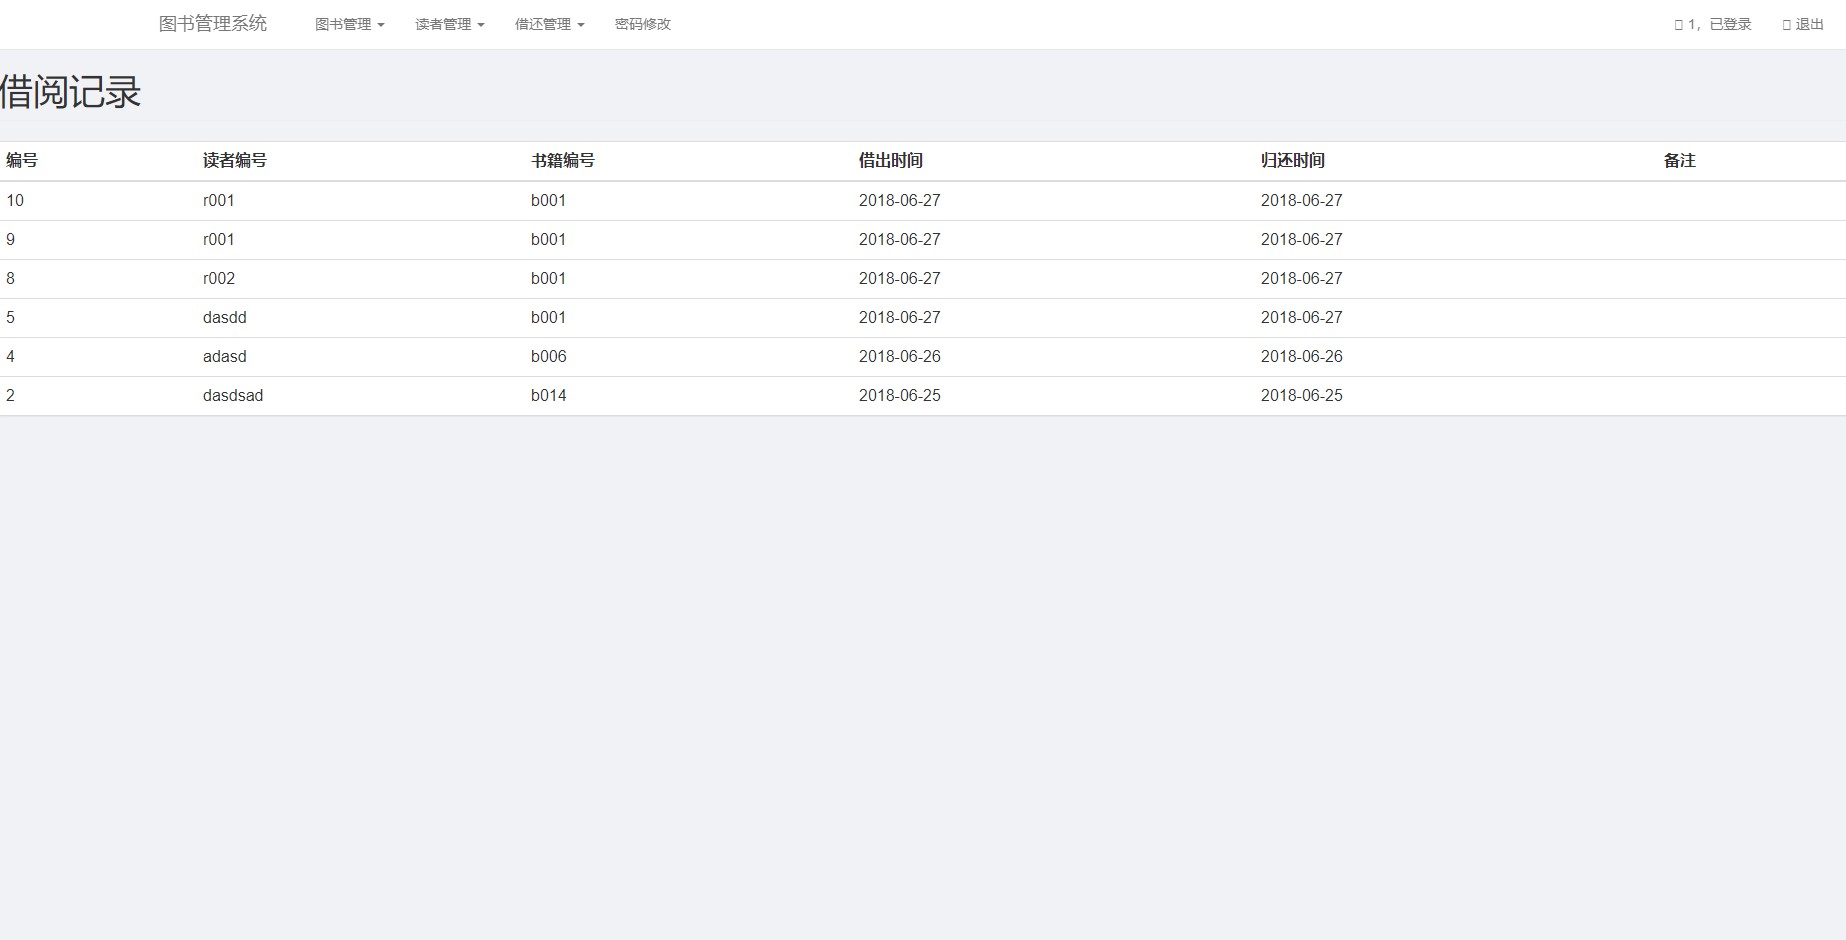 图书管理系统 图书管理 读者管理 借还管理 密码修改 1，已登录 退出
借阅记录
编号 读者编号 书籍编号 借出时间 归还时间 备注
10 r001 b001 2018-06-27 2018-06-27
9 r001 b001 2018-06-27 2018-06-27
8 r002 b001 2018-06-27 2018-06-27
5 dasdd b001 2018-06-27 2018-06-27
4 adasd b006 2018-06-26 2018-06-26
2 dasdsad b014 2018-06-25 2018-06-25